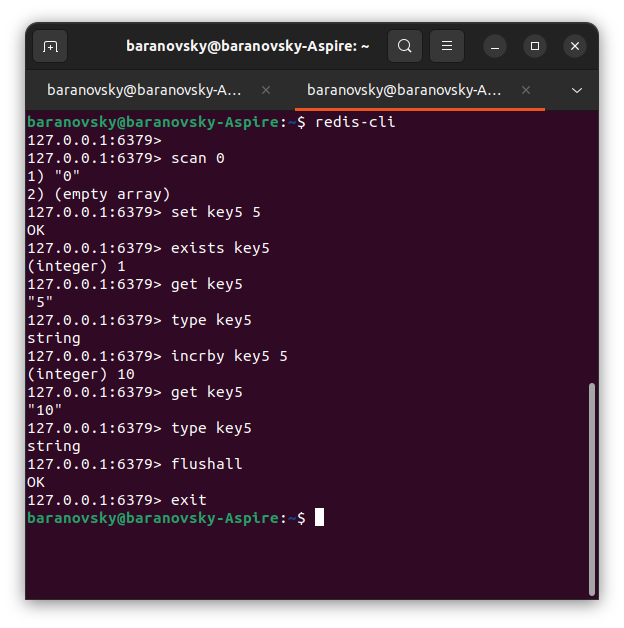 baranovsky@baranovsky-Aspire: ~
baranovsky@baranovsky-A...
baranovsky@baranovsky-A...
baranovsky@baranovsky-Aspire:~$ redis-cli
127.0.0.1:6379>
127.0.0.1:6379> scan 0
1) "0"
2) (empty array)
127.0.0.1:6379> set key5 5
OK
127.0.0.1:6379> exists key5
(integer) 1
127.0.0.1:6379> get key5
"5"
127.0.0.1:6379> type key5
string
127.0.0.1:6379> incrby key5 5
(integer) 10
127.0.0.1:6379> get key5
"10"
127.0.0.1:6379> type key5
string
127.0.0.1:6379> flushall
OK
127.0.0.1:6379> exit
baranovsky@baranovsky-Aspire:~$